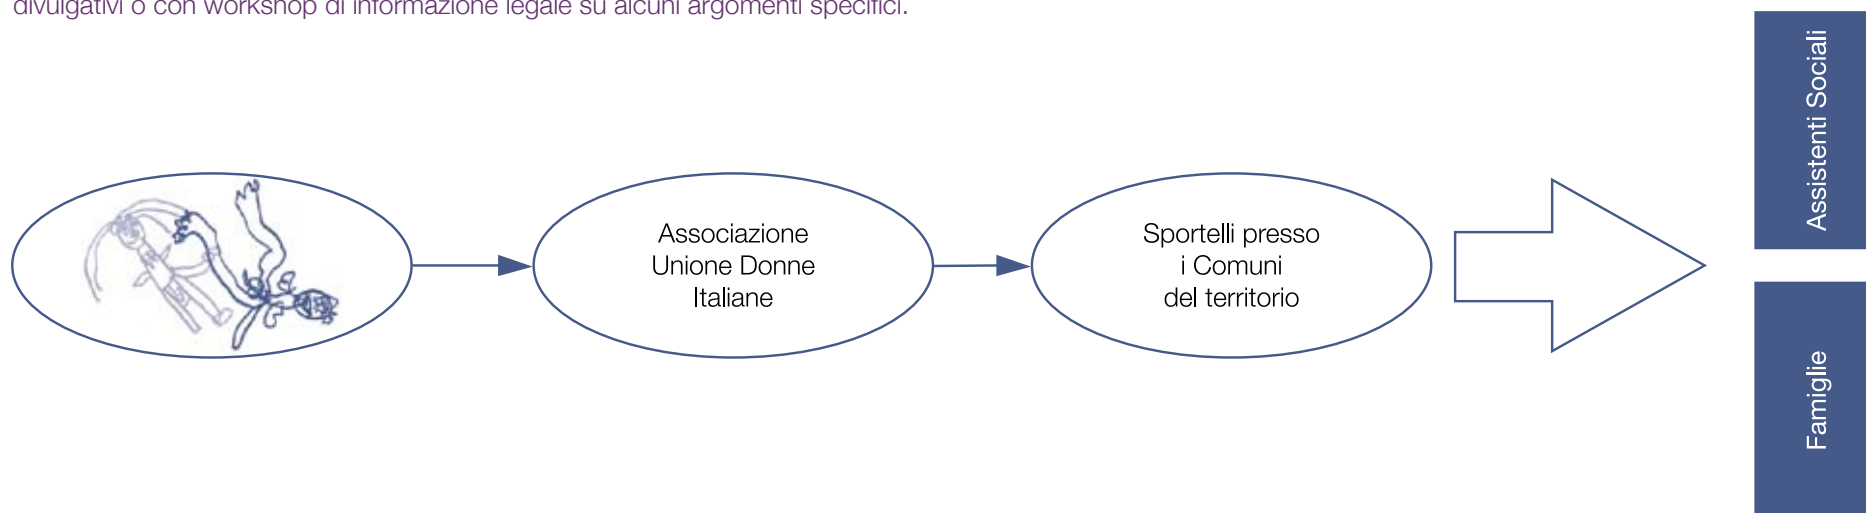 divulgativi o con workshop di informazione legale su alcuni argomenti specifici.
Associazione
Unione Donne
Italiane
Sportelli presso
i Comuni
del territorio
Assistenti Sociali
Famiglie